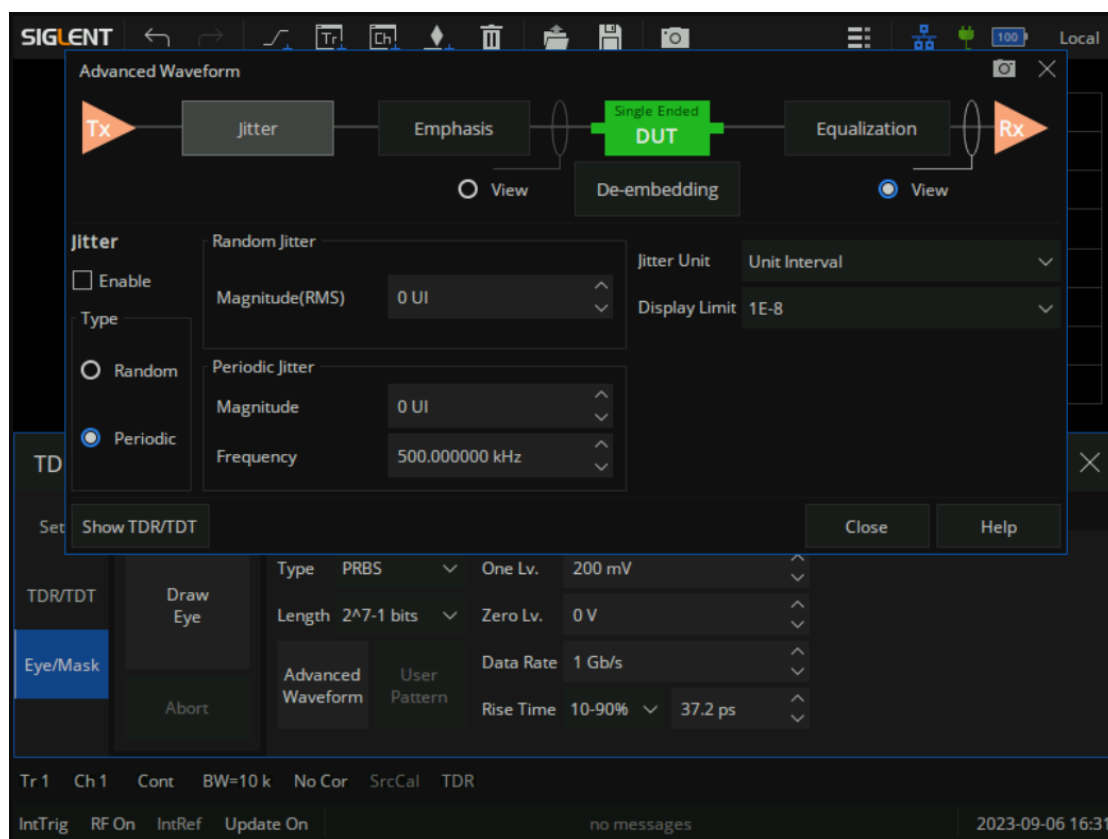 SIGLENT Tr Ch 100 Local
Advanced Waveform
Tx Jitter Emphasis Single Ended DUT Equalization Rx
View De-embedding View
Jitter Random Jitter
Enable Magnitude(RMS) 0 UI
Jitter Unit Unit Interval
Display Limit 1E-8
Type
Random Periodic Jitter
Magnitude 0 UI
Periodic
Frequency 500.000000 kHz
TD
Set Show TDR/TDT Close Help
Type PRBS One Lv. 200 mV
TDR/TDT Draw Eye Length 2^7-1 bits Zero Lv. 0 V
Eye/Mask Advanced Waveform User Pattern Data Rate 1 Gb/s
Abort Rise Time 10-90% 37.2 ps
Tr 1 Ch 1 Cont BW=10 k No Cor SrcCal TDR
IntTrig RF On IntRef Update On no messages 2023-09-06 16:31